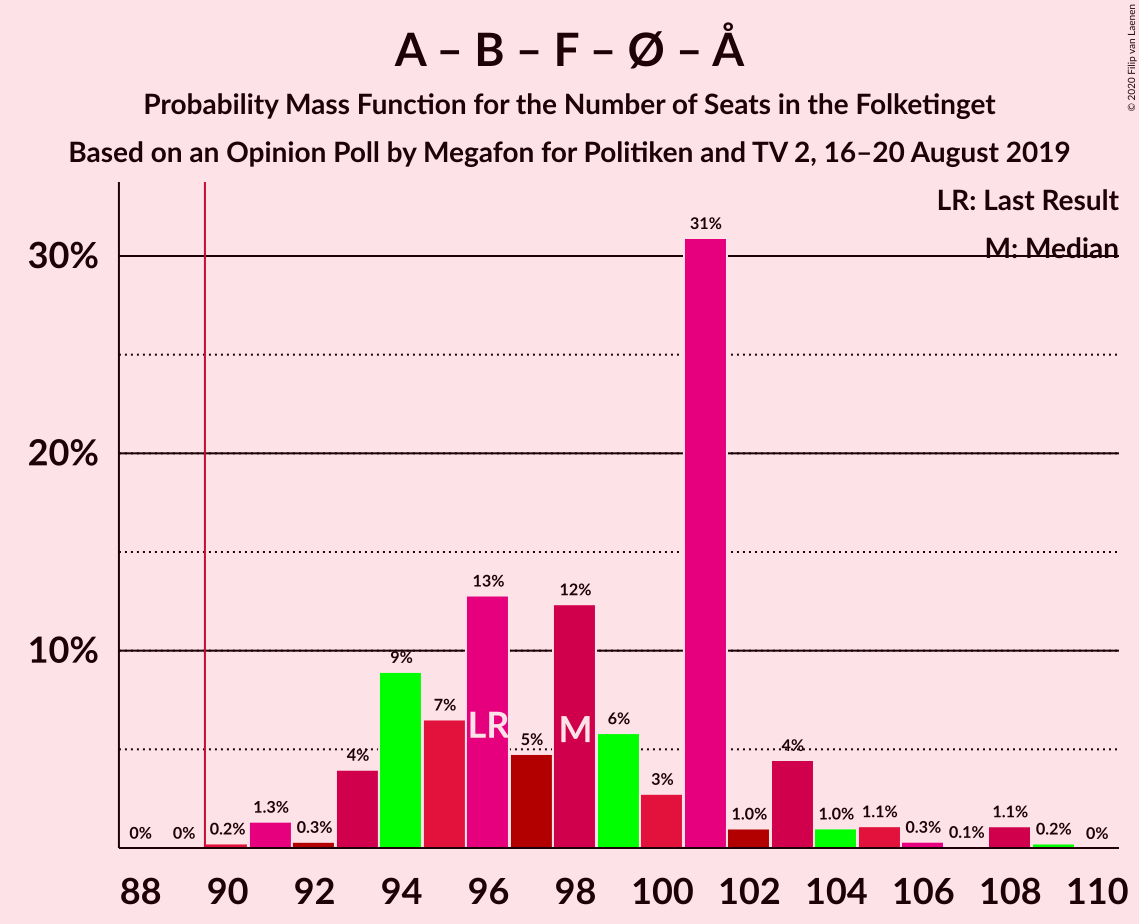 A – B – F – Ø – Å
Probability Mass Function for the Number of Seats in the Folketinget
Based on an Opinion Poll by Megafon for Politiken and TV 2, 16–20 August 2019
© 2020 Filip van Laenen
LR: Last Result
M: Median
30%
20%
10%
0% 0% 0.2% 1.3% 0.3% 4% 9% 7% 13% 5% 12% 6% 3% 31% 1.0% 4% 1.0% 1.1% 0.3% 0.1% 1.1% 0.2% 0%
LR M
88 90 92 94 96 98 100 102 104 106 108 110